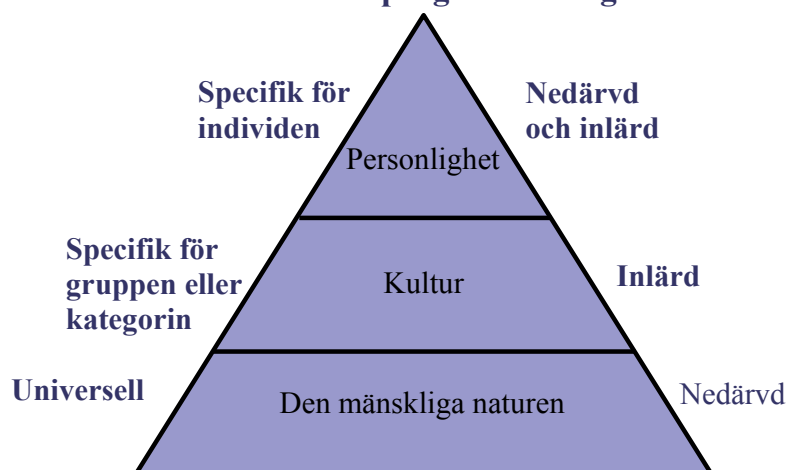 Specifik för
individen
Nedärvd
och inlärd
Personlighet
Specifik för
gruppen eller
kategorin
Kultur
Inlärd
Universell
Den mänskliga naturen
Nedärvd